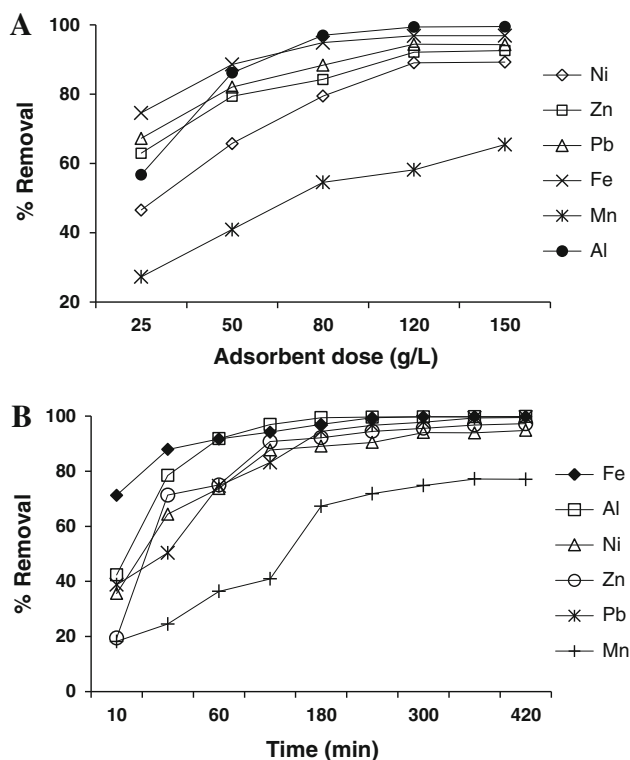 A
% Removal
100
80
60
40
20
25 50 80 120 150
Adsorbent dose (g/L)
Ni
Zn
Pb
Fe
Mn
Al
B
% Removal
100
80
60
40
20
0
10 60 180 300 420
Time (min)
Fe
Al
Ni
Zn
Pb
Mn